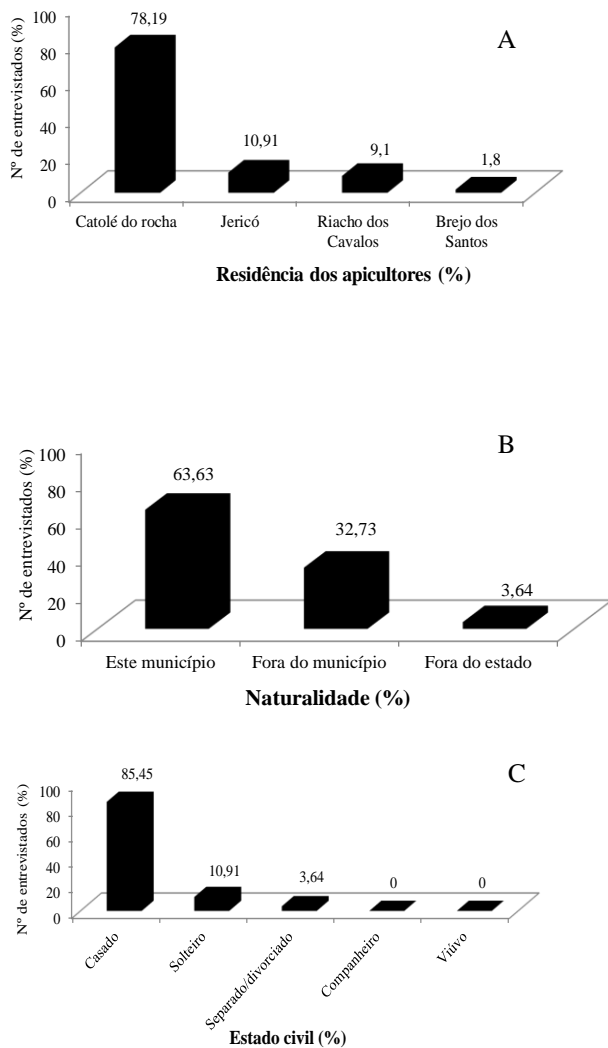 A
Nº de entrevistados (%)
100
80
60
40
20
0
78,19
10,91
9,1
1,8
Catolé do rocha
Jericó
Riacho dos
Cavalos
Brejo dos
Santos
Residência dos apicultores (%)
B
Nº de entrevistados (%)
100
80
60
40
20
0
63,63
32,73
3,64
Este município
Fora do município
Fora do estado
Naturalidade (%)
C
Nº de entrevistados (%)
100
80
60
40
20
0
85,45
10,91
3,64
0
0
Casado
Solteiro
Separado/divorciado
Companheiro
Viúvo
Estado civil (%)